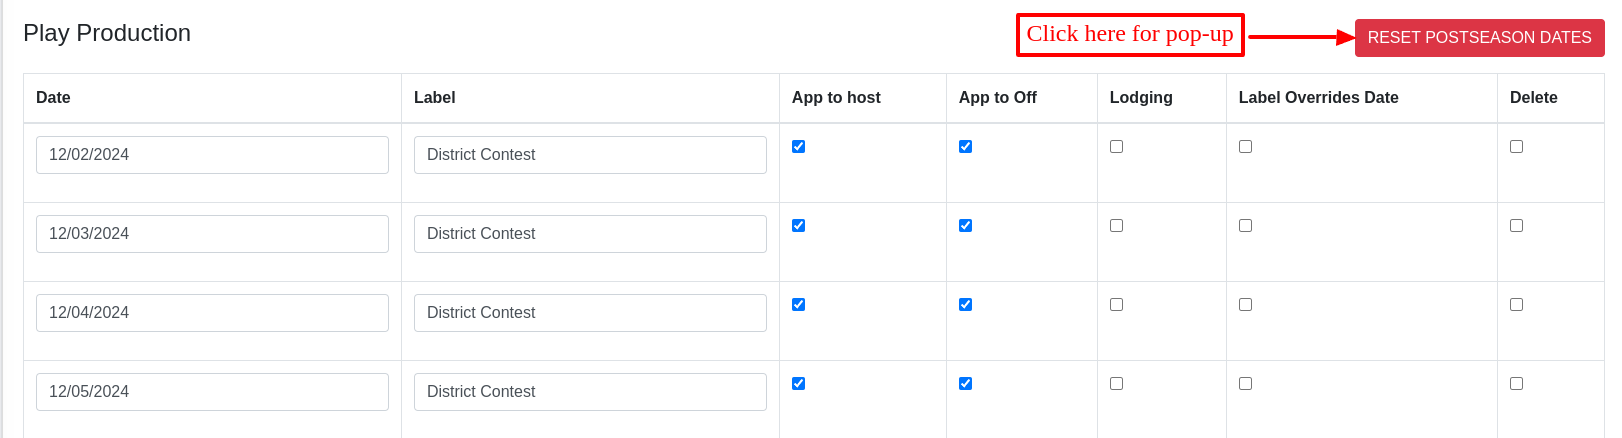 Play Production
Click here for pop-up
RESET POSTSEASON DATES
Date Label App to host App to Off Lodging Label Overrides Date Delete
12/02/2024 District Contest
12/03/2024 District Contest
12/04/2024 District Contest
12/05/2024 District Contest